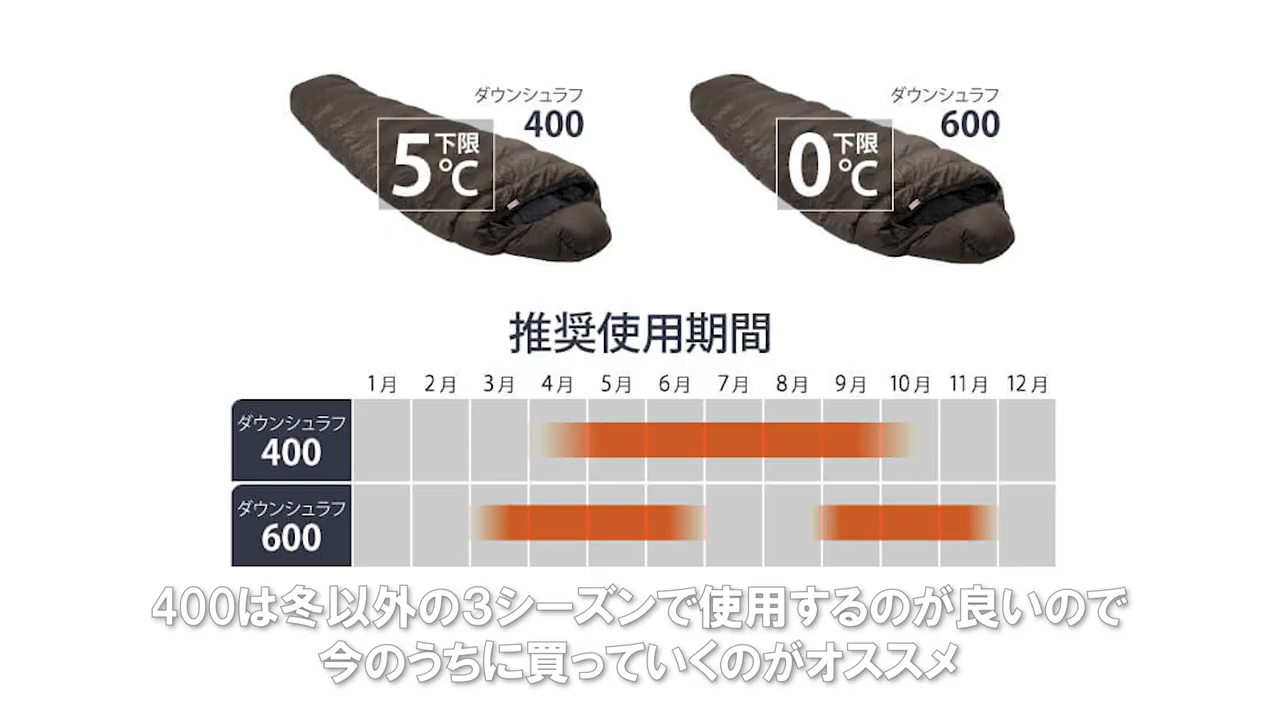 ダウンシュラフ
400
5下限℃
ダウンシュラフ
600
0下限℃
推奨使用期間
1月 2月 3月 4月 5月 6月 7月 8月 9月 10月 11月 12月
ダウンシュラフ
400
ダウンシュラフ
600
400は冬以外の3シーズンで使用するのが良いので
今のうちに買っていくのがオススメ